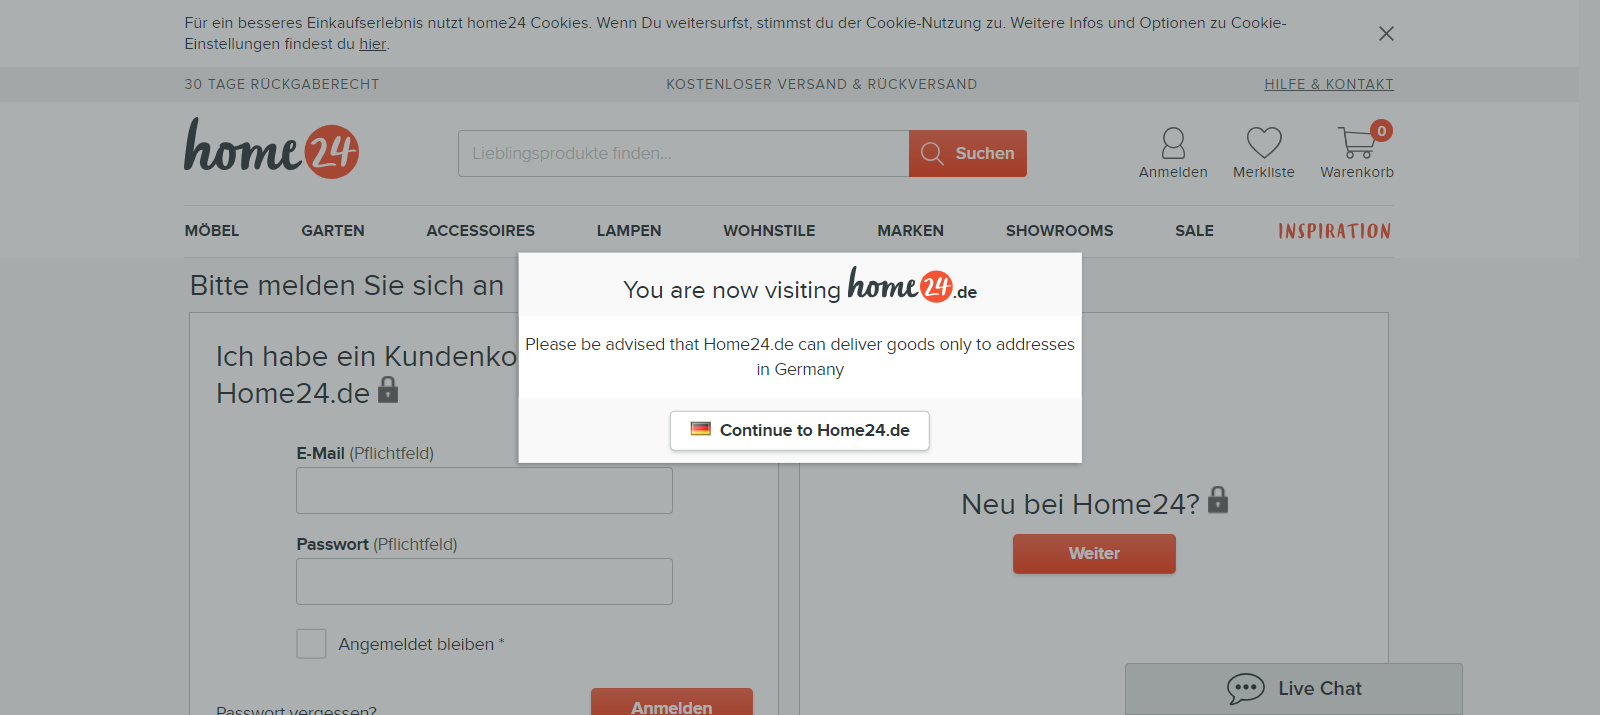 Für ein besseres Einkaufserlebnis nutzt home24 Cookies. Wenn Du weitersurfst, stimmst du der Cookie-Nutzung zu. Weitere Infos und Optionen zu Cookie-
Einstellungen findest du hier.
30 TAGE RÜCKGABERECHT
KOSTENLOSER VERSAND & RÜCKVERSAND
HILFE & KONTAKT
home24
Lieblingsprodukte finden...
Suchen
0
Anmelden
Merkliste
Warenkorb
MÖBEL
GARTEN
ACCESSOIRES
LAMPEN
WOHNSTILE
MARKEN
SHOWROOMS
SALE
INSPIRATION
Bitte melden Sie sich an
You are now visiting home24.de
Please be advised that Home24.de can deliver goods only to addresses
in Germany
Continue to Home24.de
Ich habe ein Kundenko
Home24.de
E-Mail (Pflichtfeld)
Passwort (Pflichtfeld)
Angemeldet bleiben *
Passwort vergessen?
Anmelden
Neu bei Home24?
Weiter
Live Chat